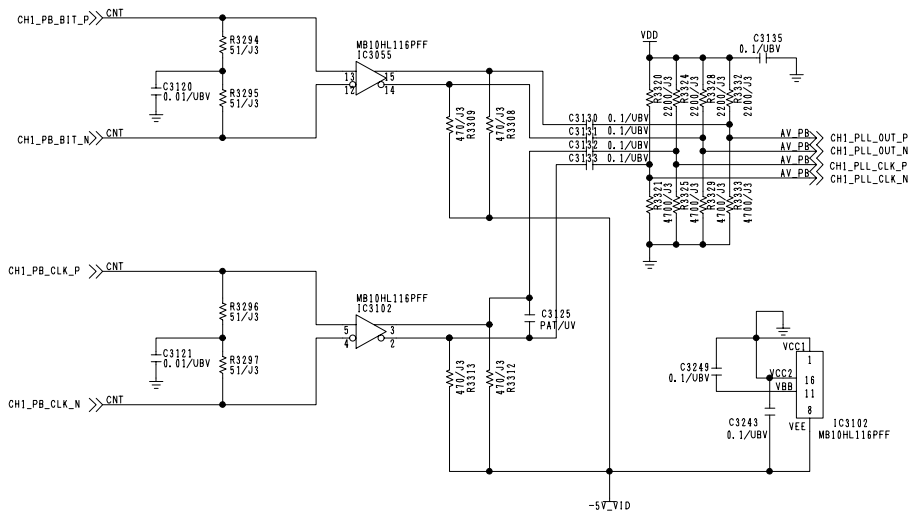 CH1_PB_BIT_P
CNT
R3294
51/J3
C3120
0.01/UBV
R3295
51/J3
CH1_PB_BIT_N
CNT
MB10HL116PFF
IC3055
13
12
15
14
470/J3
R3309
470/J3
R3308
VDD
C3135
0.1/UBV
R3320
2200/J3
R3324
2200/J3
R3328
2200/J3
R3332
2200/J3
C3130 0.1/UBV
C3131 0.1/UBV
C3132 0.1/UBV
C3133 0.1/UBV
AV_PB
CH1_PLL_OUT_P
AV_PB
CH1_PLL_OUT_N
AV_PB
CH1_PLL_CLK_P
AV_PB
CH1_PLL_CLK_N
R3321
4700/J3
R3325
4700/J3
R3329
4700/J3
R3333
4700/J3
CH1_PB_CLK_P
CNT
R3296
51/J3
C3121
0.01/UBV
R3297
51/J3
CH1_PB_CLK_N
CNT
MB10HL116PFF
IC3102
5
4
3
2
C3125
PAT/UV
470/J3
R3313
470/J3
R3312
VCC1
1
C3249
0.1/UBV
VCC2
16
VBB
11
8
C3243
0.1/UBV
VEE
IC3102
MB10HL116PFF
-5V_VID